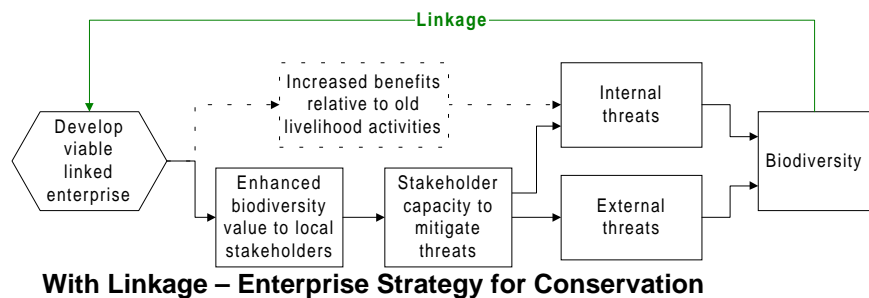 Linkage
Increased benefits
relative to old
livelihood activities
Internal
threats
Develop
viable
linked
enterprise
Biodiversity
Enhanced
biodiversity
value to local
stakeholders
Stakeholder
capacity to
mitigate
threats
External
threats
With Linkage – Enterprise Strategy for Conservation